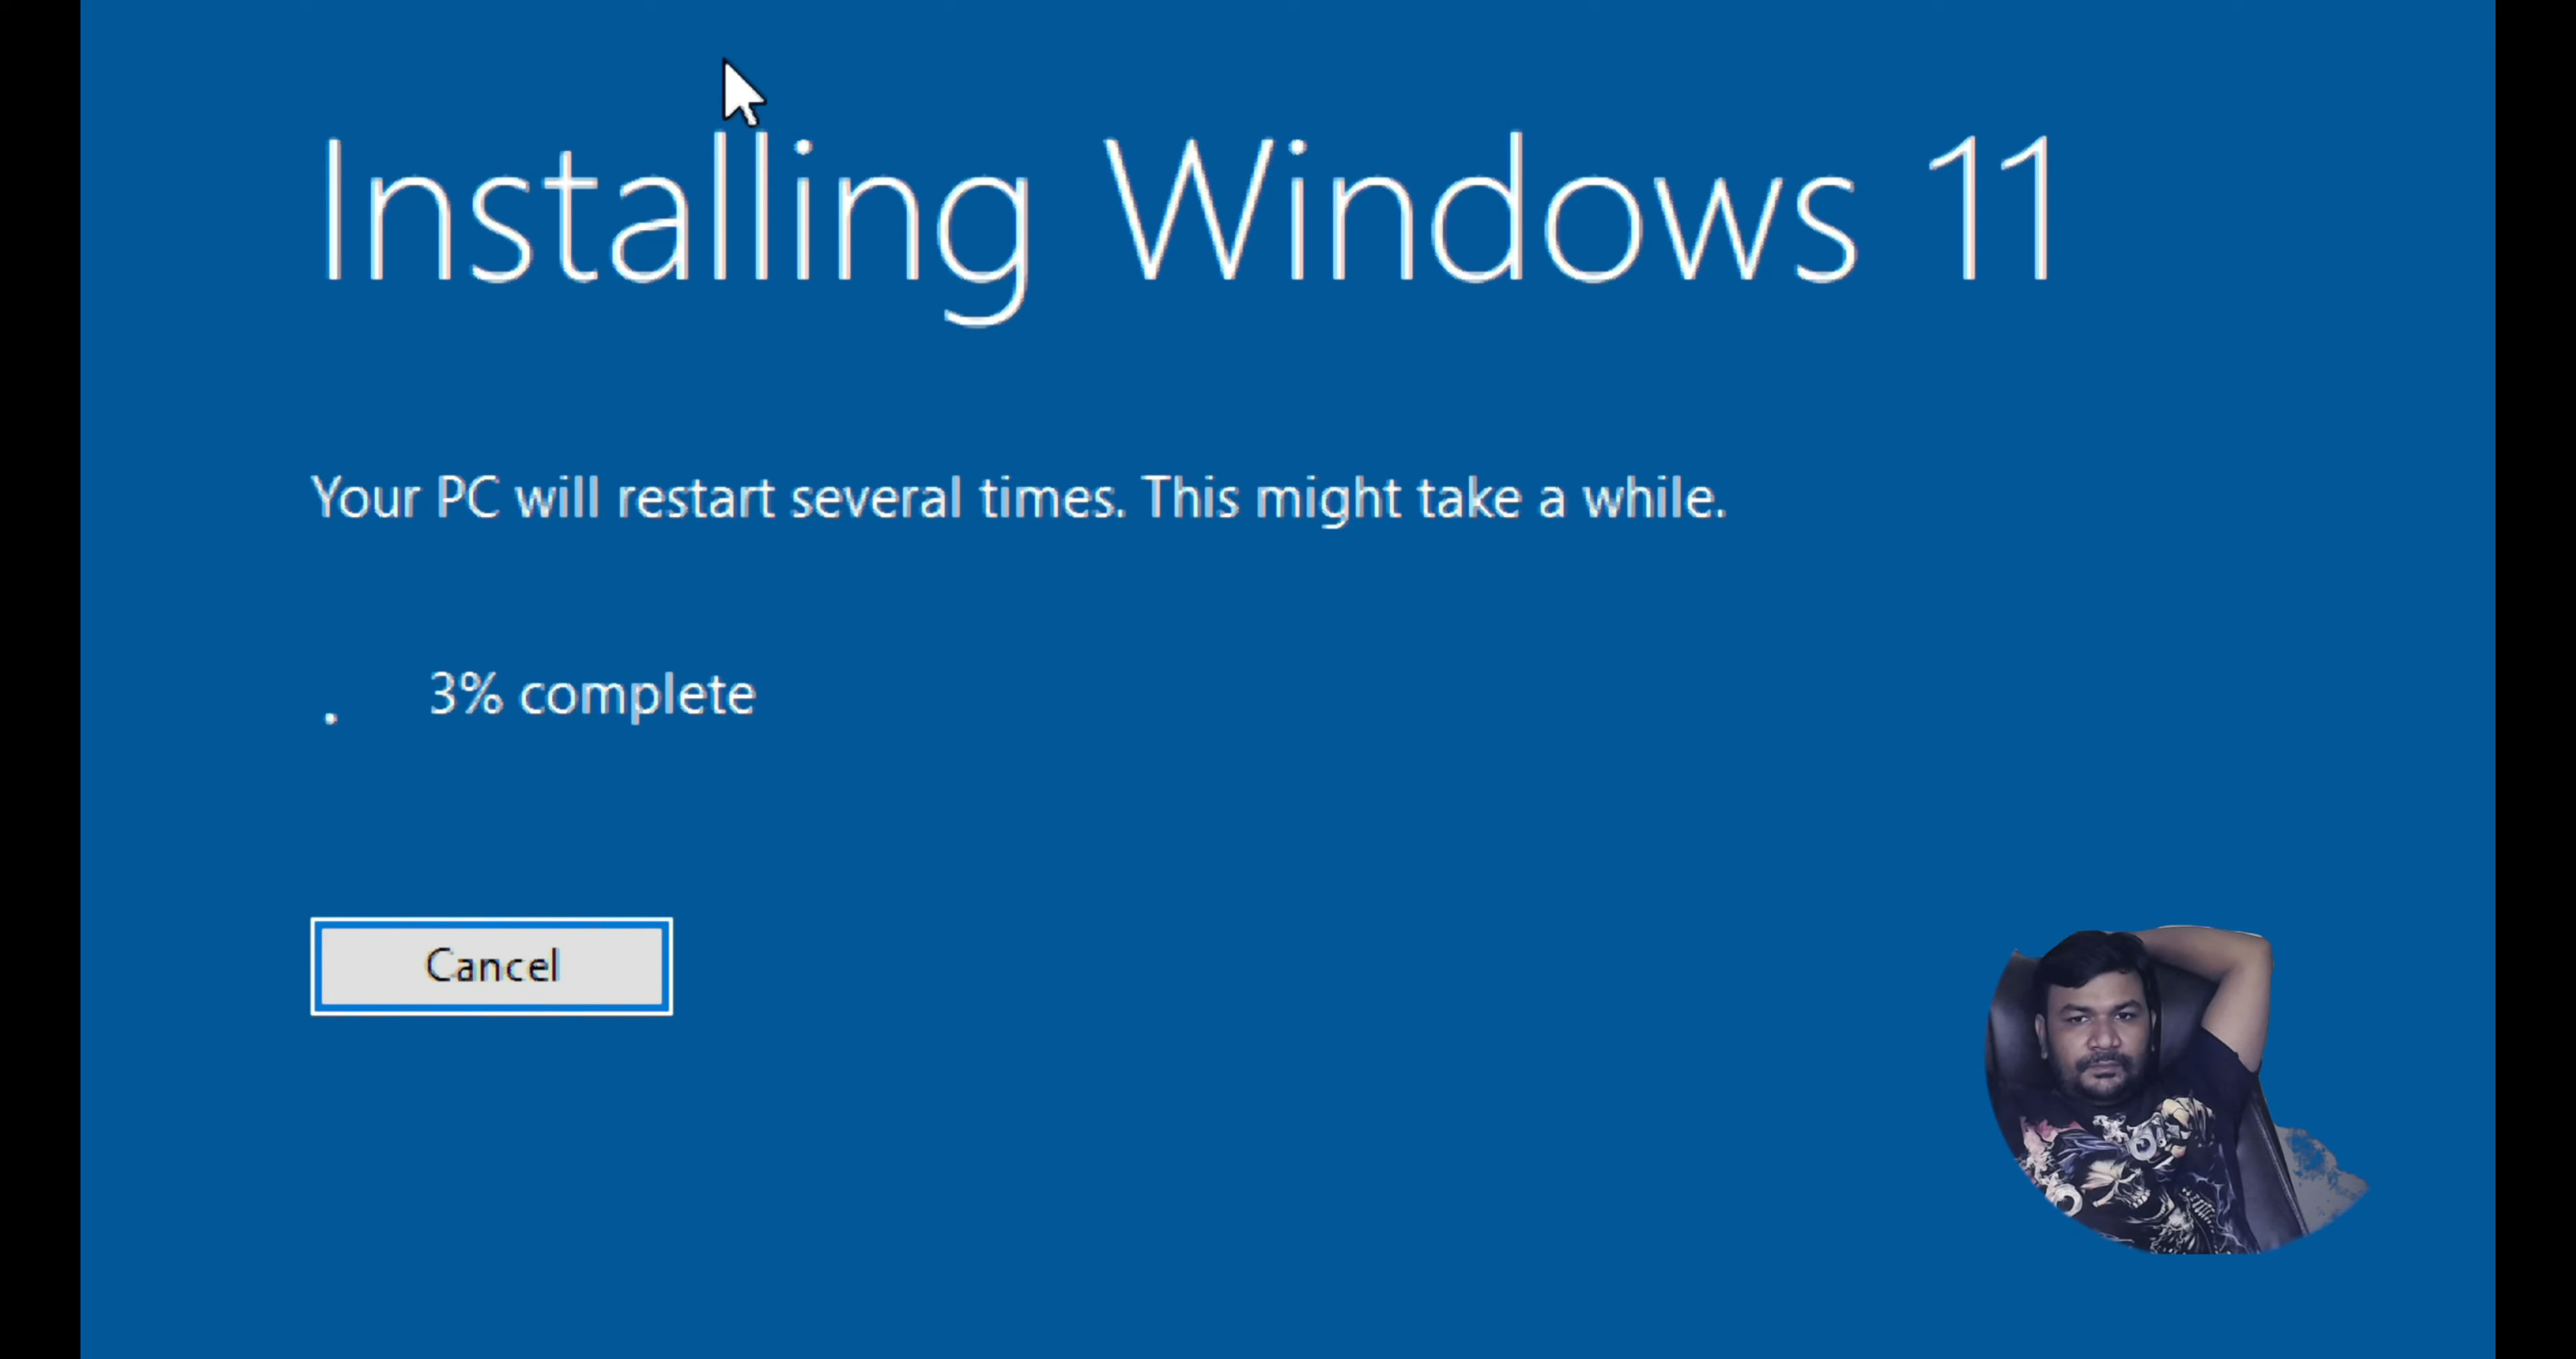 Installing Windows 11
Your PC will restart several times. This might take a while.
3% complete
Cancel